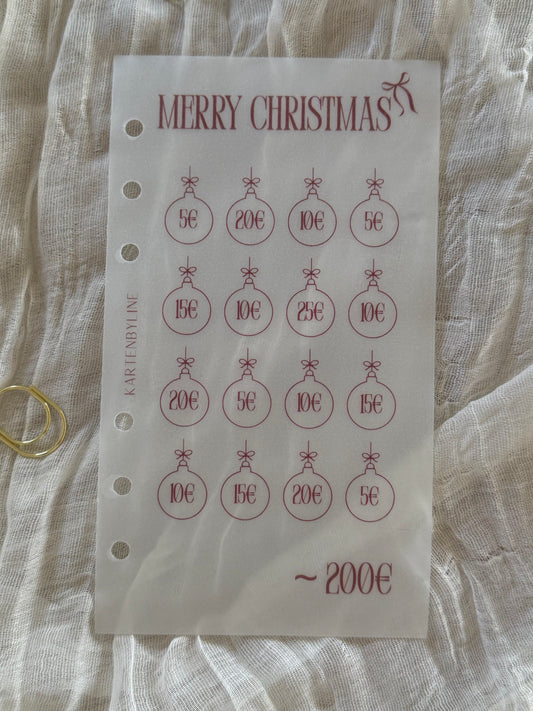 MERRY CHRISTMAS
5€ 20€ 10€ 5€
15€ 10€ 25€ 10€
20€ 5€ 10€ 15€
10€ 15€ 20€ 5€
~ 200€
KARTENBYLINE